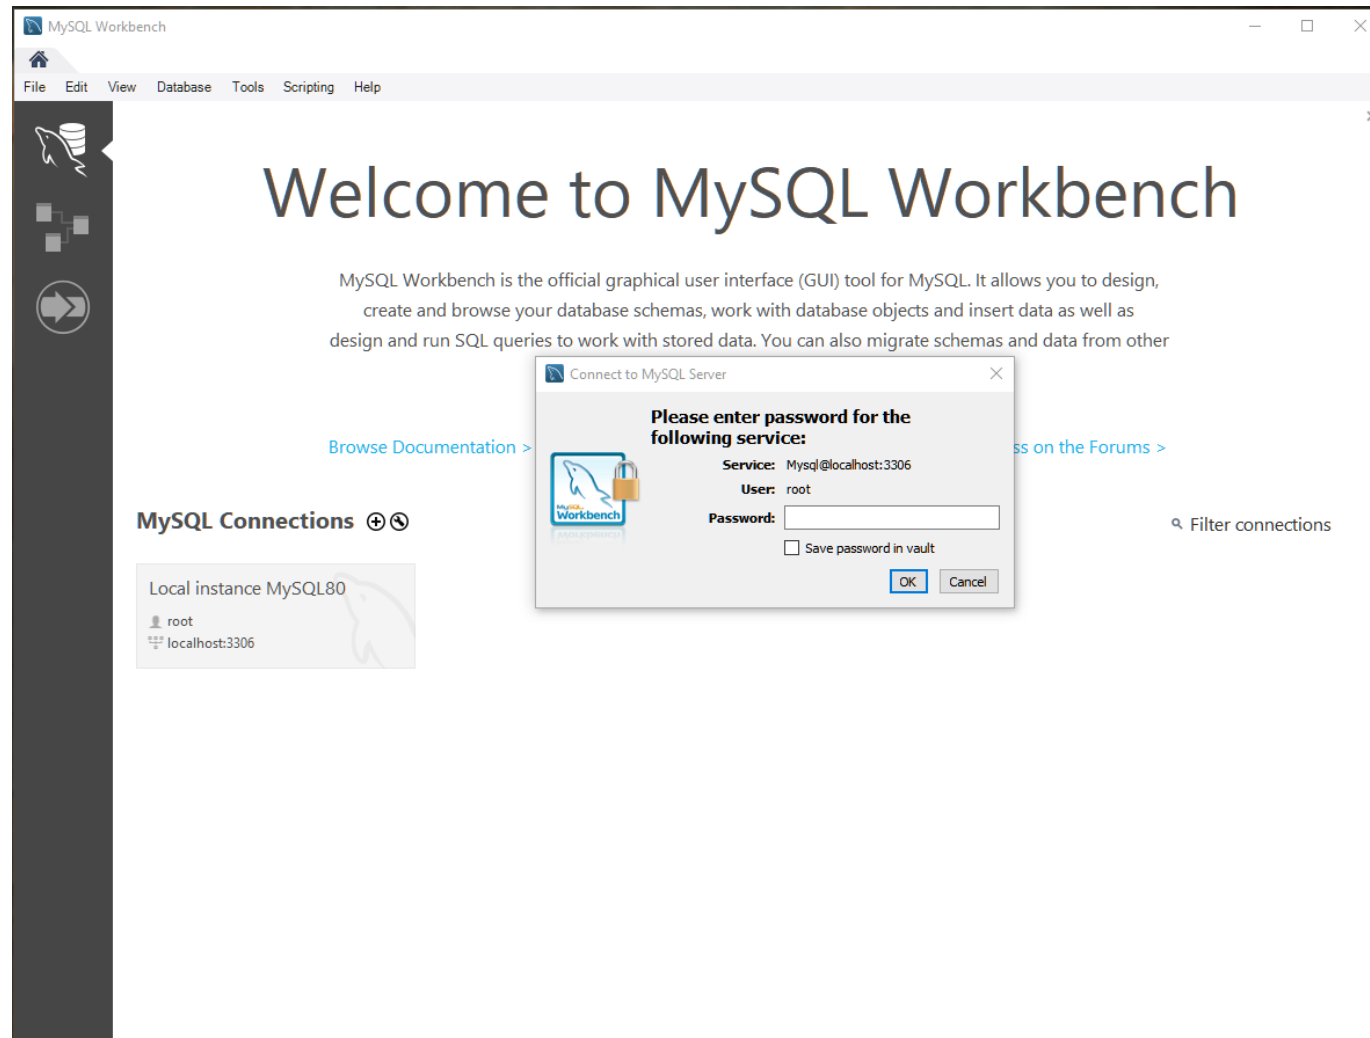 MySQL Workbench
File Edit View Database Tools Scripting Help
Welcome to MySQL Workbench
MySQL Workbench is the official graphical user interface (GUI) tool for MySQL. It allows you to design,
create and browse your database schemas, work with database objects and insert data as well as
design and run SQL queries to work with stored data. You can also migrate schemas and data from other
Connect to MySQL Server
Please enter password for the
following service:
Service: Mysql@localhost:3306
User: root
Password:
Save password in vault
OK Cancel
MySQL
Workbench
Browse Documentation >
ss on the Forums >
MySQL Connections
Filter connections
Local instance MySQL80
root
localhost:3306